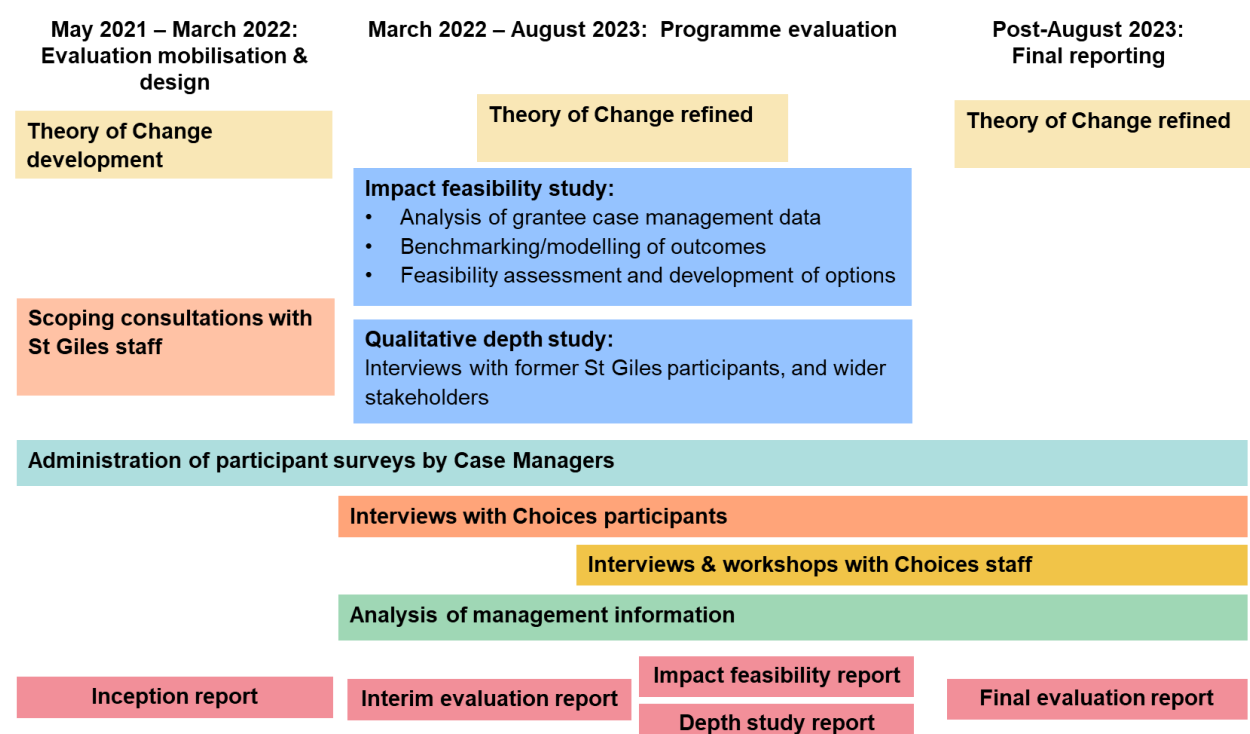 May 2021 – March 2022:
Evaluation mobilisation &
design
March 2022 – August 2023: Programme evaluation
Post-August 2023:
Final reporting
Theory of Change
development
Theory of Change refined
Theory of Change refined
Impact feasibility study:
• Analysis of grantee case management data
• Benchmarking/modelling of outcomes
• Feasibility assessment and development of options
Scoping consultations with
St Giles staff
Qualitative depth study:
Interviews with former St Giles participants, and wider
stakeholders
Administration of participant surveys by Case Managers
Interviews with Choices participants
Interviews & workshops with Choices staff
Analysis of management information
Inception report
Interim evaluation report
Impact feasibility report
Depth study report
Final evaluation report